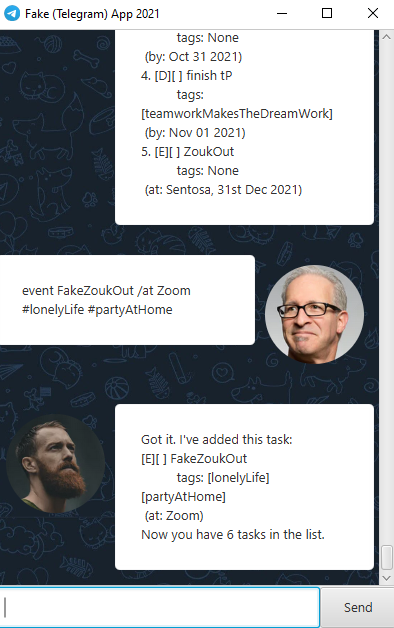 Fake (Telegram) App 2021
tags: None
(by: Oct 31 2021)
4. [D][ ] finish tP
tags:
[teamworkMakesTheDreamWork]
(by: Nov 01 2021)
5. [E][ ] ZoukOut
tags: None
(at: Sentosa, 31st Dec 2021)
event FakeZoukOut /at Zoom
#lonelyLife #partyAtHome
Got it. I've added this task:
[E][ ] FakeZoukOut
tags: [lonelyLife]
[partyAtHome]
(at: Zoom)
Now you have 6 tasks in the list.
Send